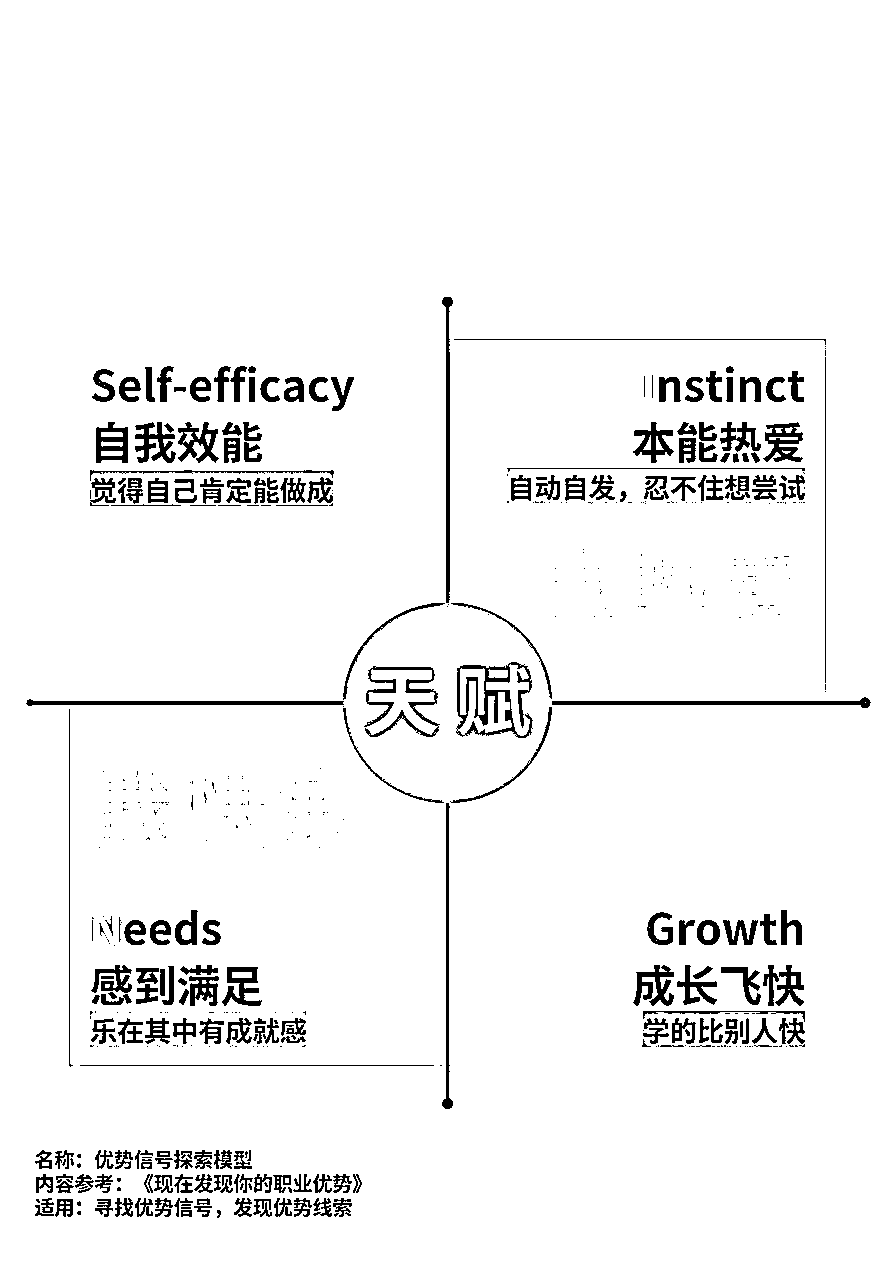 Self-efficacy
自我效能
觉得自己肯定能做成
Instinct
本能热爱
自动自发，忍不住想尝试
天赋
Needs
感到满足
乐在其中有成就感
Growth
成长飞快
学的比别人快
名称：优势信号探索模型
内容参考：《现在发现你的职业优势》
适用：寻找优势信号，发现优势线索